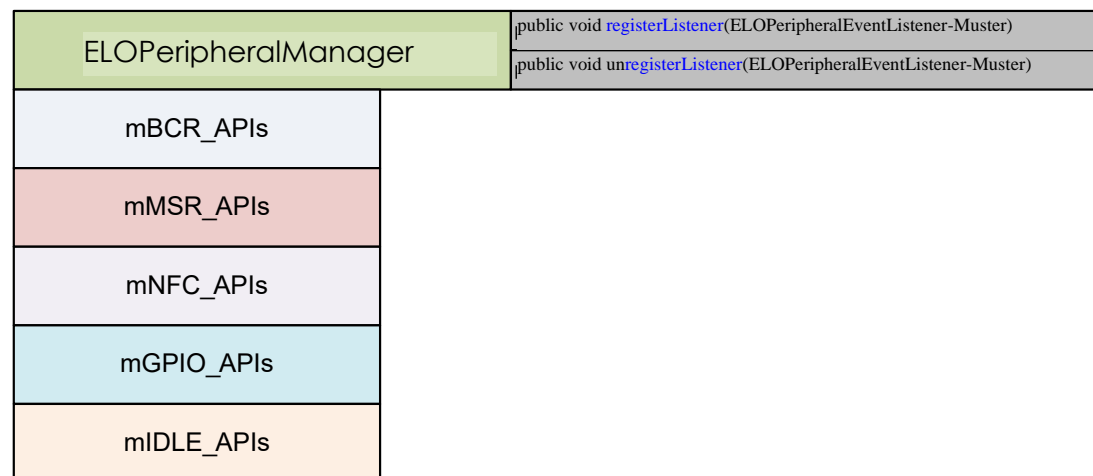 ELOPeripheralManager
public void registerListener(ELOPeripheralEventListener-Muster)
public void unregisterListener(ELOPeripheralEventListener-Muster)
mBCR_APIs
mMSR_APIs
mNFC_APIs
mGPIO_APIs
mIDLE_APIs